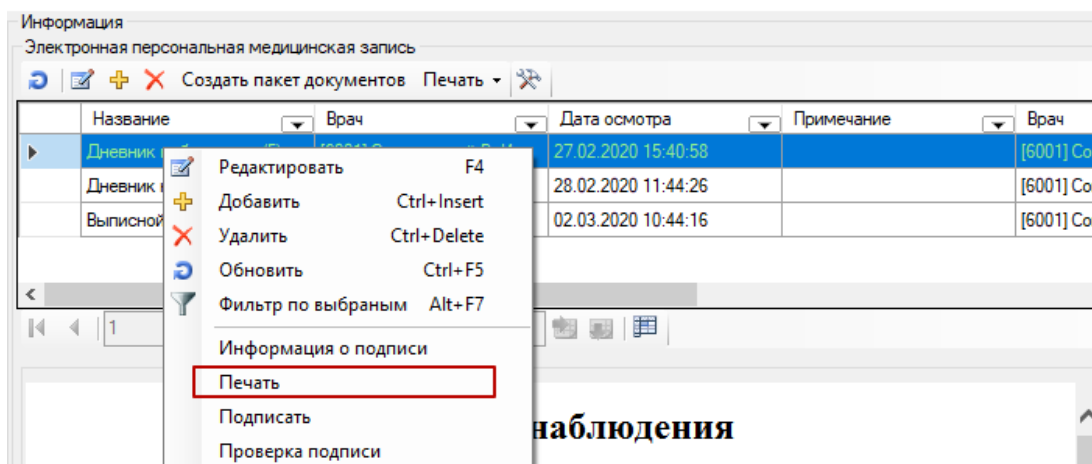 Информация
Электронная персональная медицинская запись
Создать пакет документов Печать
Название Врач Дата осмотра Примечание Врач
Дневник 27.02.2020 15:40:58 [6001] Со
Дневник 28.02.2020 11:44:26 [6001] Со
Выписной 02.03.2020 10:44:16 [6001] Со
Редактировать F4
Добавить Ctrl+Insert
Удалить Ctrl+Delete
Обновить Ctrl+F5
Фильтр по выбраным Alt+F7
1
Информация о подписи
Печать
Подписать
Проверка подписи
наблюдения